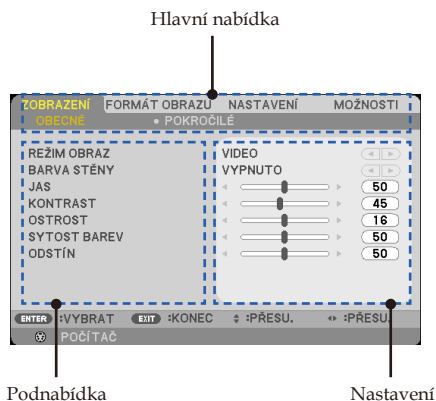 Hlavní nabídka
ZOBRAZENÍ FORMÁT OBRAZU NASTAVENÍ MOŽNOSTI
OBECNÉ • POKROČILÉ
REŽIM OBRAZ VIDEO
BARVA STĚNY VYPNUTO
JAS 50
KONTRAST 45
OSTROST 16
SYTOST BAREV 50
ODSTÍN 50
ENTER :VYBRAT EXIT :KONEC :PŘESU. :PŘESU.
POČÍTAČ
Podnabídka Nastavení